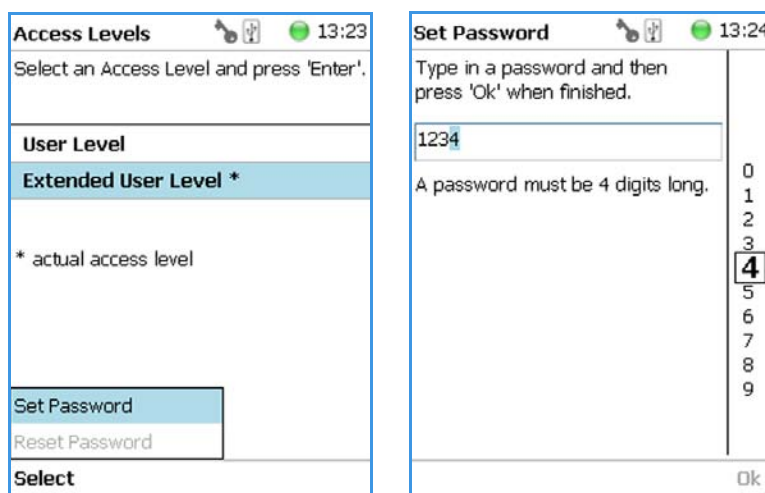 Access Levels 13:23
Select an Access Level and press 'Enter'.
User Level
Extended User Level *
* actual access level
Set Password
Reset Password
Select
Set Password 13:24
Type in a password and then
press 'Ok' when finished.
1234
A password must be 4 digits long.
0
1
2
3
4
5
6
7
8
9
Ok